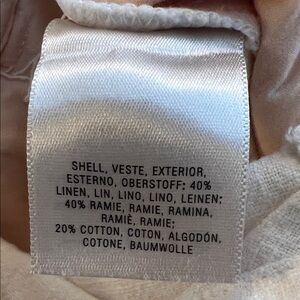 SHELL, VESTE, EXTERIOR,
ESTERNO, OBERSTOFF: 40%
LINEN, LIN, LINO, LINO, LEINEN;
40% RAMIE, RAMIE, RAMINA,
RAMIÈ, RAMIE;
20% COTTON, COTON, ALGODÓN,
COTONE, BAUMWOLLE